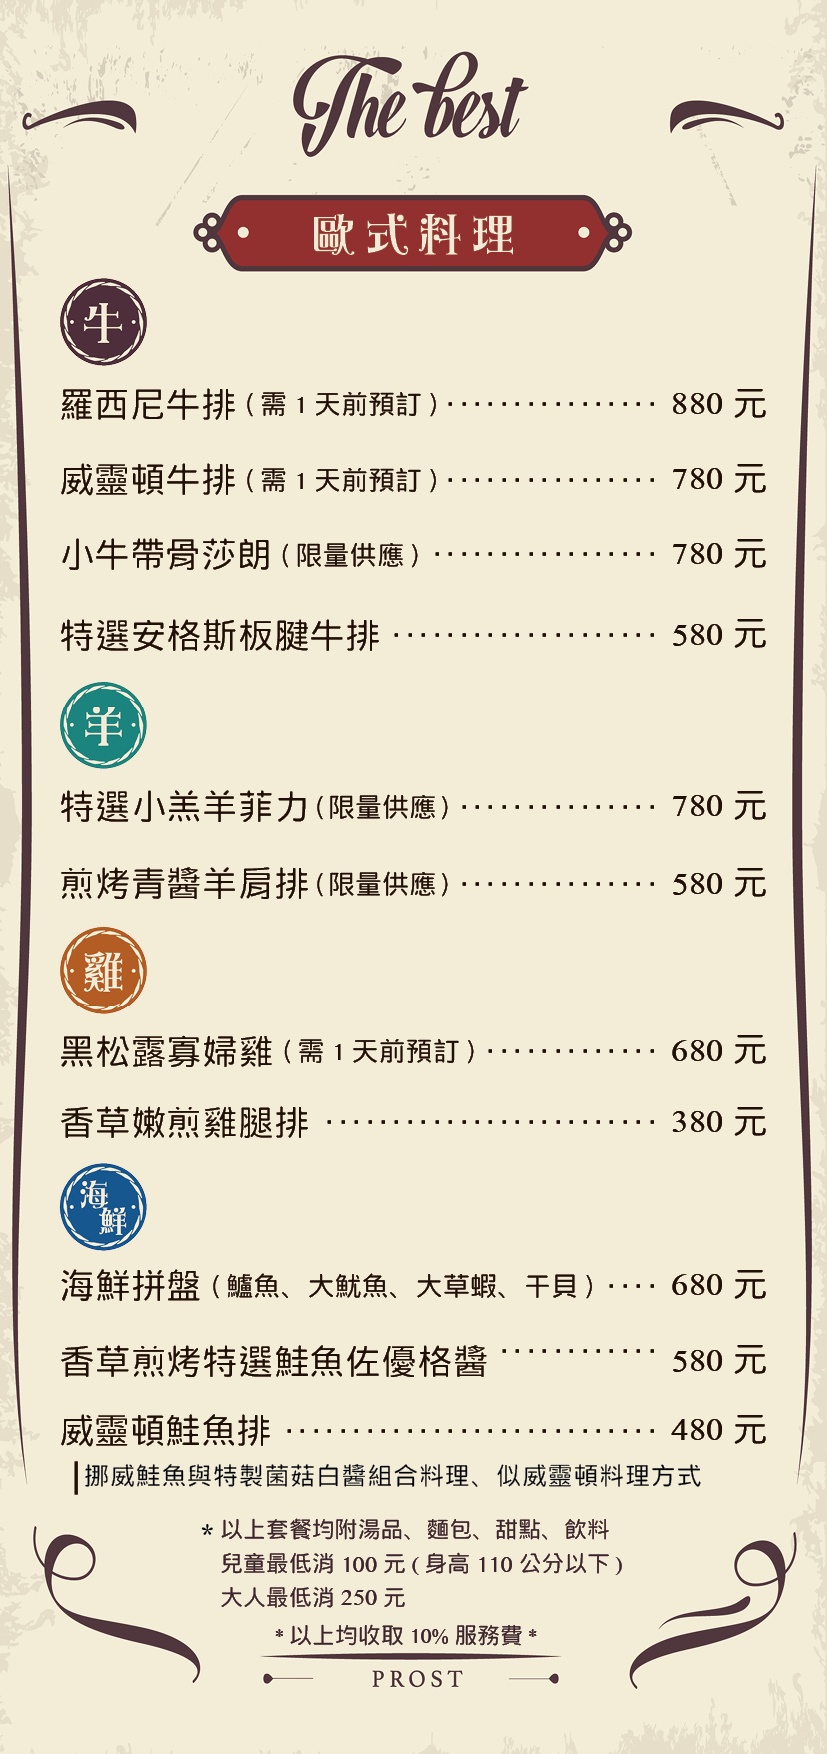 The best
歐式料理
牛
羅西尼牛排 ( 需 1 天前預訂 ) ················ 880 元
威靈頓牛排 ( 需 1 天前預訂 ) ················ 780 元
小牛帶骨莎朗 ( 限量供應 ) ················· 780 元
特選安格斯板腱牛排 ···················· 580 元
羊
特選小羔羊菲力 ( 限量供應 ) ··············· 780 元
煎烤青醬羊肩排 ( 限量供應 ) ··············· 580 元
雞
黑松露寡婦雞 ( 需 1 天前預訂 ) ············· 680 元
香草嫩煎雞腿排 ························· 380 元
海鮮
海鮮拼盤 ( 鱸魚、大魷魚、大草蝦、干貝 ) ···· 680 元
香草煎烤特選鮭魚佐優格醬 ············ 580 元
威靈頓鮭魚排 ···························· 480 元
挪威鮭魚與特製菌菇白醬組合料理、似威靈頓料理方式
* 以上套餐均附湯品、麵包、甜點、飲料
兒童最低消 100 元 ( 身高 110 公分以下 )
大人最低消 250 元
* 以上均收取 10% 服務費 *
PROST